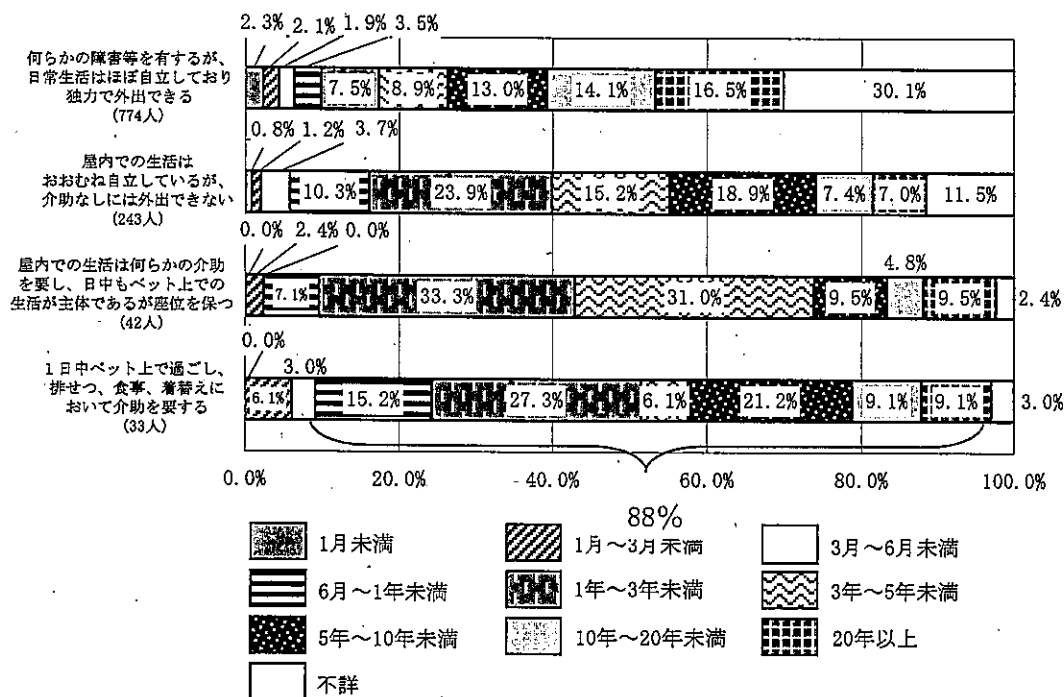 2.3% 2.1% 1.9% 3.5%
何らかの障害等を有するが、
日常生活はほぼ自立しており
独力で外出できる
(774人)
7.5% 8.9% 13.0% 14.1% 16.5% 30.1%
0.8% 1.2% 3.7%
屋内での生活は
おおむね自立しているが、
介助なしには外出できない
(243人)
10.3% 23.9% 15.2% 18.9% 7.4% 7.0% 11.5%
0.0% 2.4% 0.0%
屋内での生活は何らかの介助
を要し、日中もベット上での
生活が主体であるが座位を保つ
(42人)
4.8%
7.1% 33.3% 31.0% 9.5% 9.5% 2.4%
0.0%
3.0%
1日中ベット上で過ごし、
排せつ、食事、着替えに
おいて介助を要する
(33人)
6.1% 15.2% 27.3% 6.1% 21.2% 9.1% 9.1% 3.0%
0.0% 20.0% 40.0% 60.0% 80.0% 100.0%
88%
1月未満 1月～3月未満 3月～6月未満
6月～1年未満 1年～3年未満 3年～5年未満
5年～10年未満 10年～20年未満 20年以上
不詳